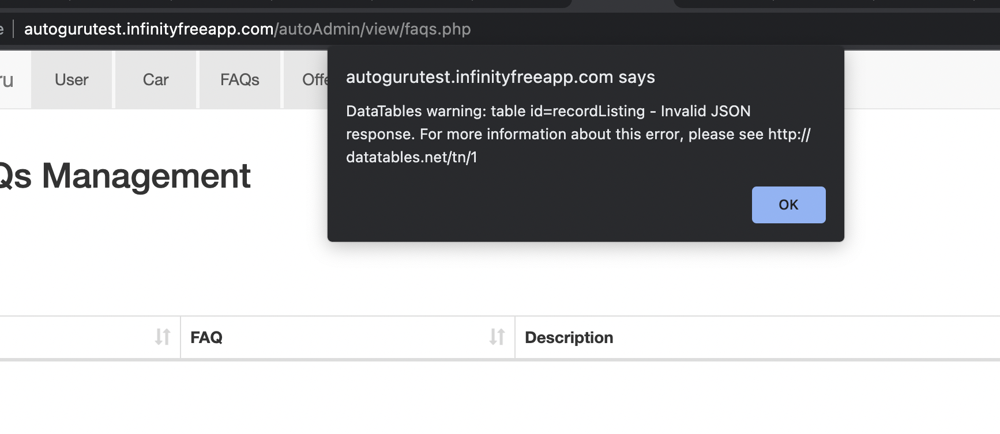 autogurutest.infinityfreeapp.com/autoAdmin/view/faqs.php
User Car FAQs
autogurutest.infinityfreeapp.com says
DataTables warning: table id=recordListing - Invalid JSON
response. For more information about this error, please see http://
datatables.net/tn/1
OK
Qs Management
FAQ Description